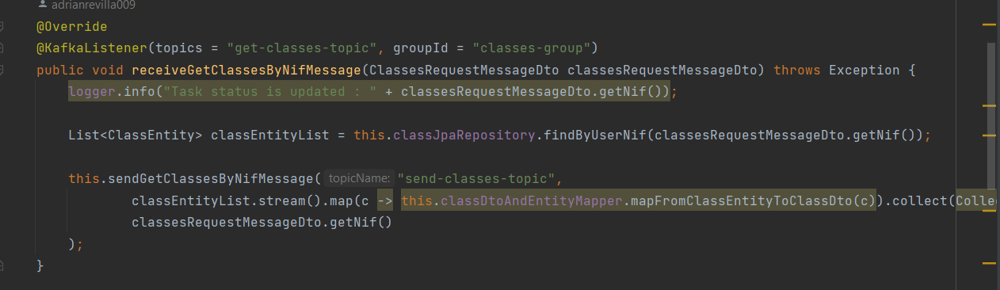 adrianrevilla009
@Override
@KafkaListener(topics = "get-classes-topic", groupId = "classes-group")
public void receiveGetClassesByNifMessage(ClassesRequestMessageDto classesRequestMessageDto) throws Exception {
logger.info("Task status is updated : " + classesRequestMessageDto.getNif());
List<ClassEntity> classEntityList = this.classJpaRepository.findByUserNif(classesRequestMessageDto.getNif());
this.sendGetClassesByNifMessage( topicName: "send-classes-topic",
classEntityList.stream().map(c -> this.classDtoAndEntityMapper.mapFromClassEntityToClassDto(c)).collect(Colle
classesRequestMessageDto.getNif()
);
}